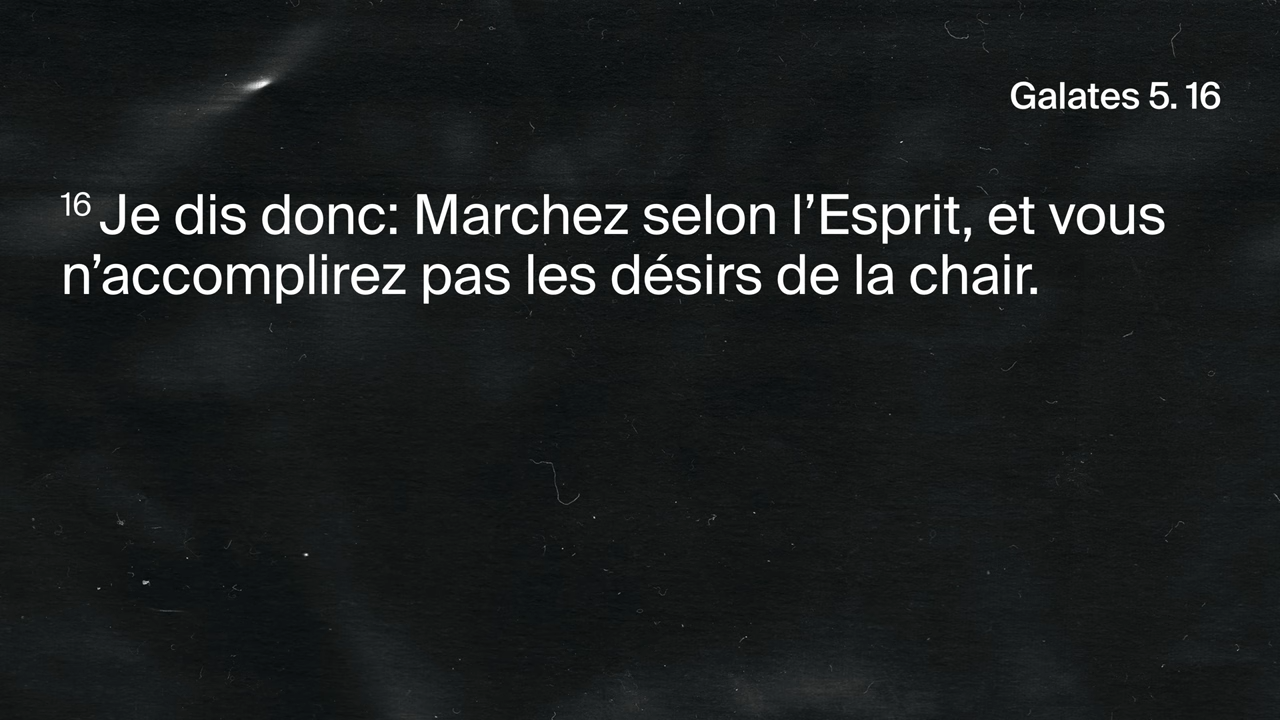 Galates 5. 16
16 Je dis donc: Marchez selon l’Esprit, et vous
n’accomplirez pas les désirs de la chair.